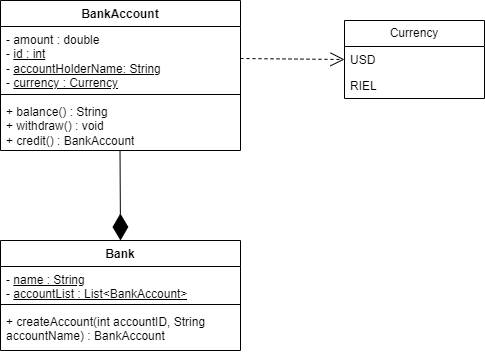 BankAccount
- amount : double
- id : int
- accountHolderName: String
- currency : Currency
+ balance() : String
+ withdraw() : void
+ credit() : BankAccount
Currency
USD
RIEL
Bank
- name : String
- accountList : List<BankAccount>
+ createAccount(int accountID, String
accountName) : BankAccount